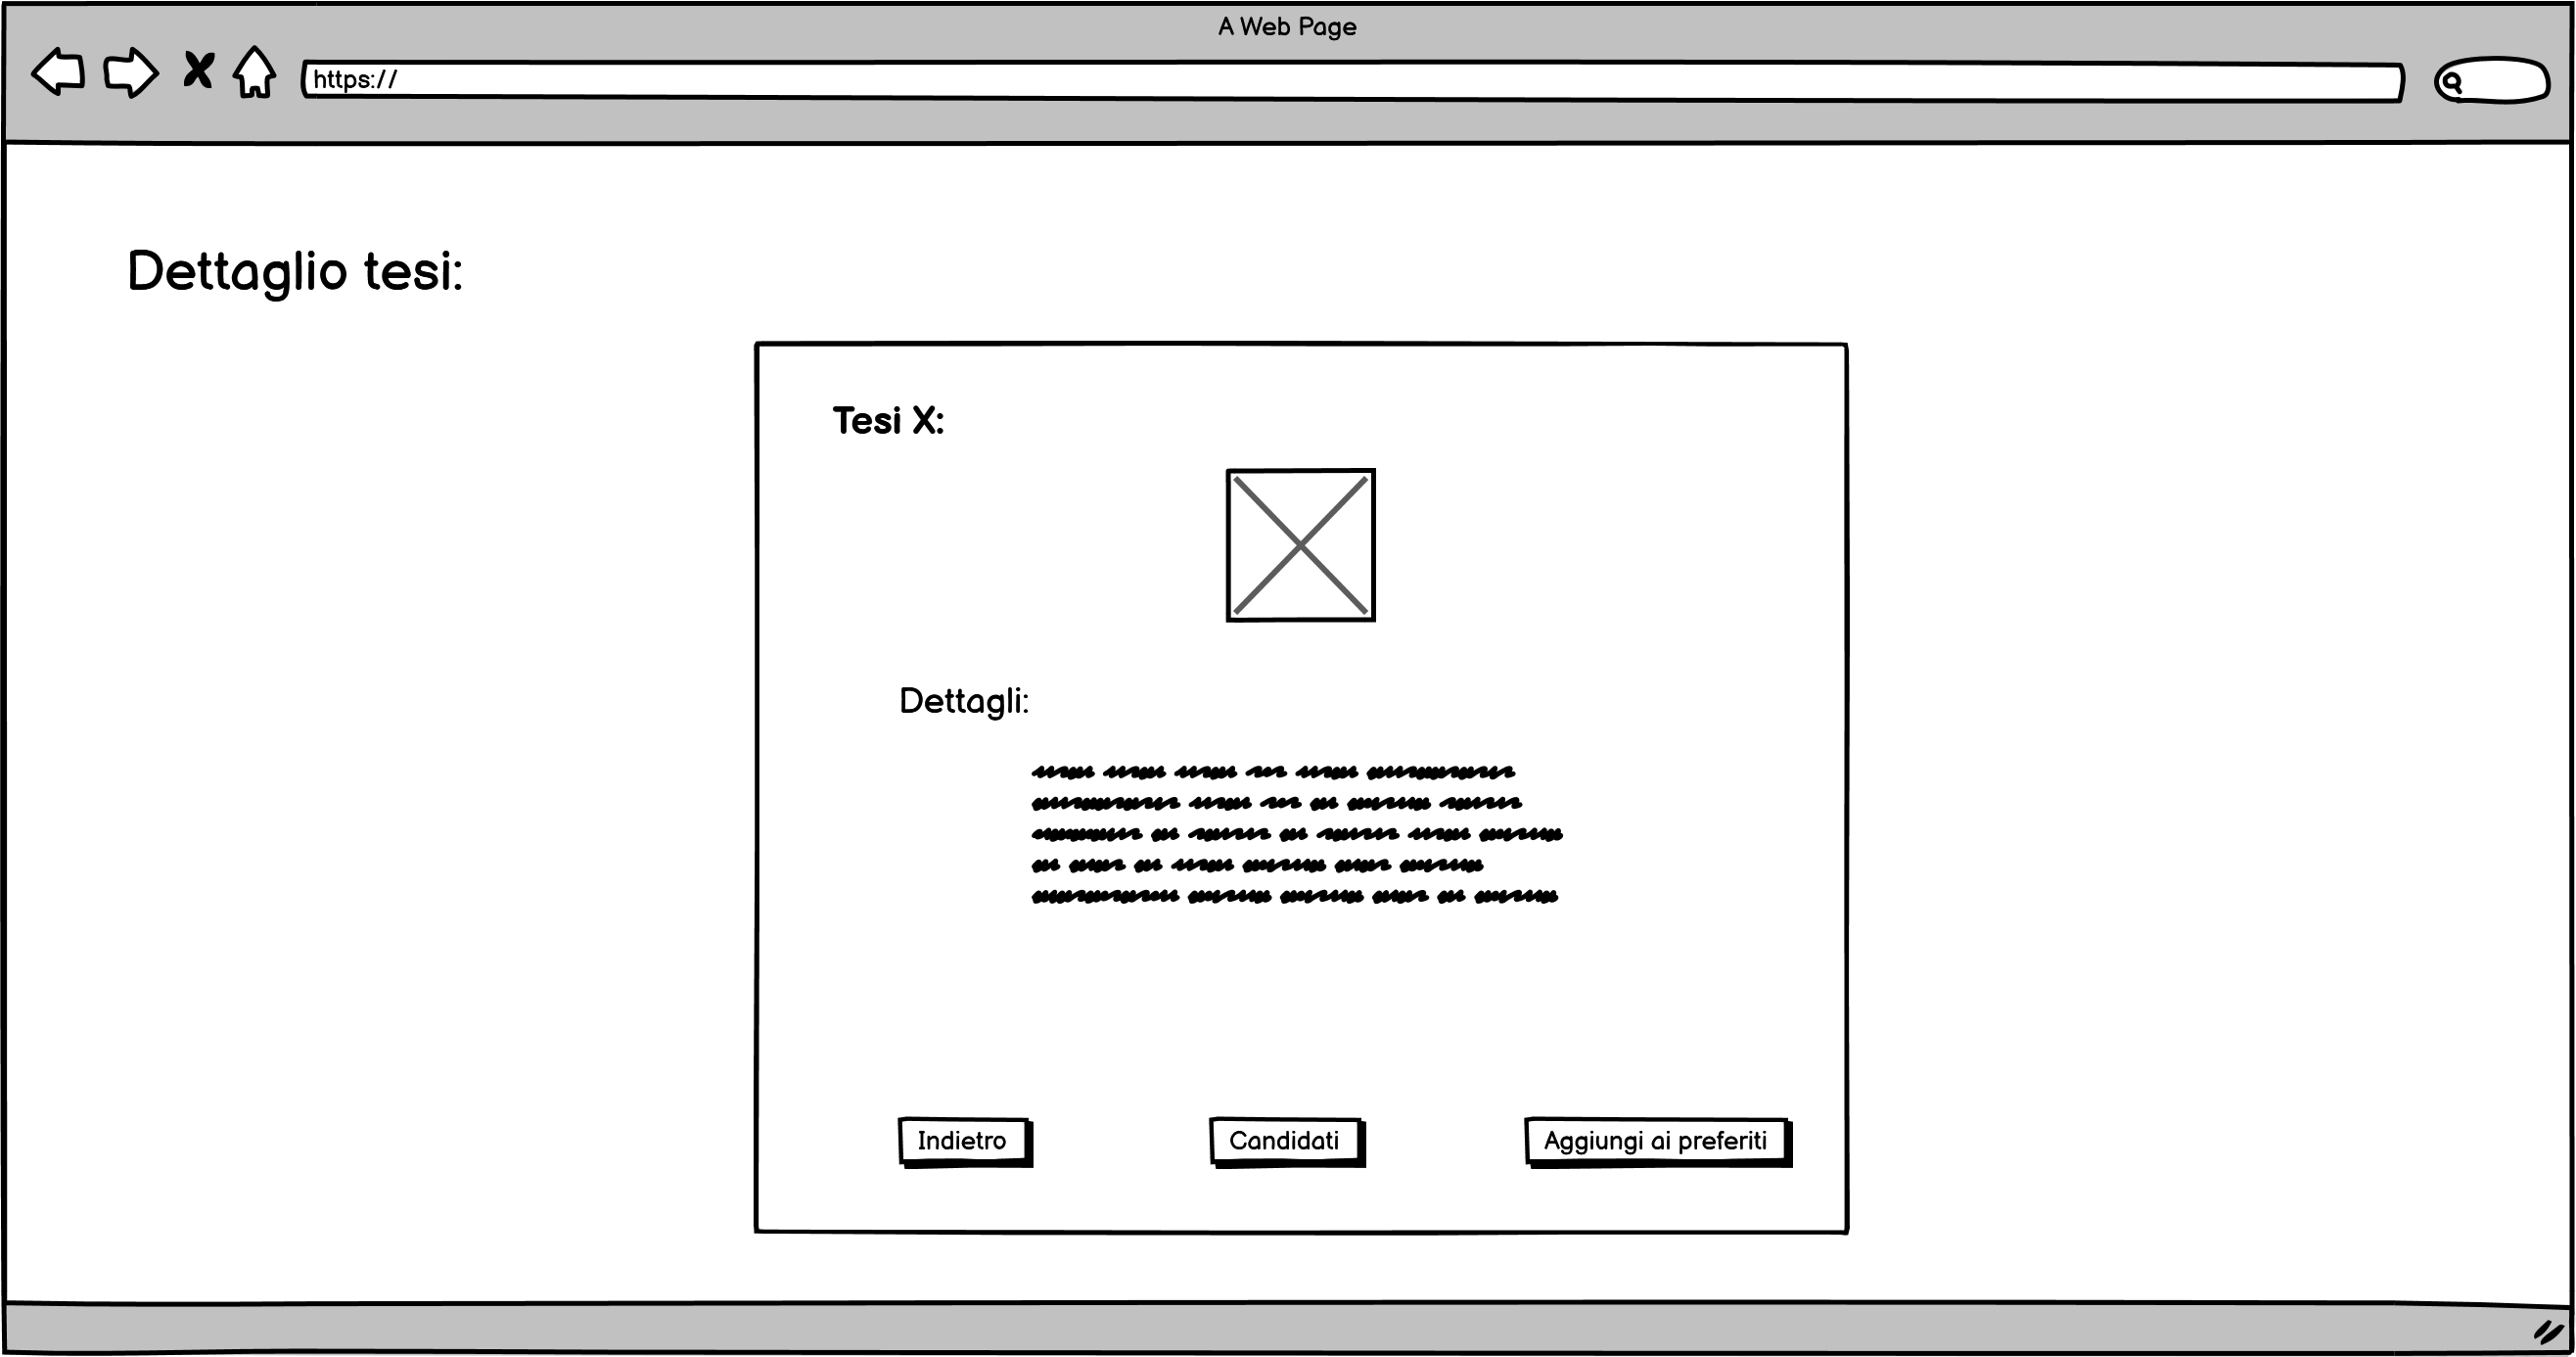 A Web Page
https://
Dettaglio tesi:
Tesi X:
Dettagli:
Indietro
Candidati
Aggiungi ai preferiti